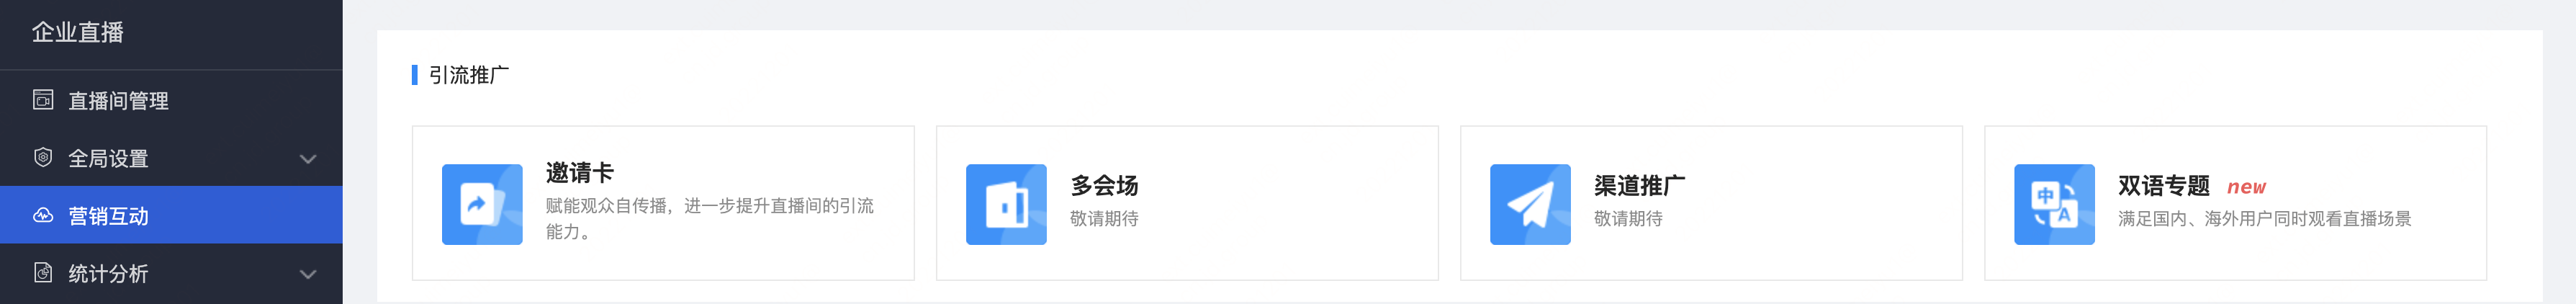 企业直播
直播间管理
全局设置
营销互动
统计分析
引流推广
邀请卡
赋能观众自传播，进一步提升直播间的引流
能力。
多会场
敬请期待
渠道推广
敬请期待
中
A
双语专题 new
满足国内、海外用户同时观看直播场景